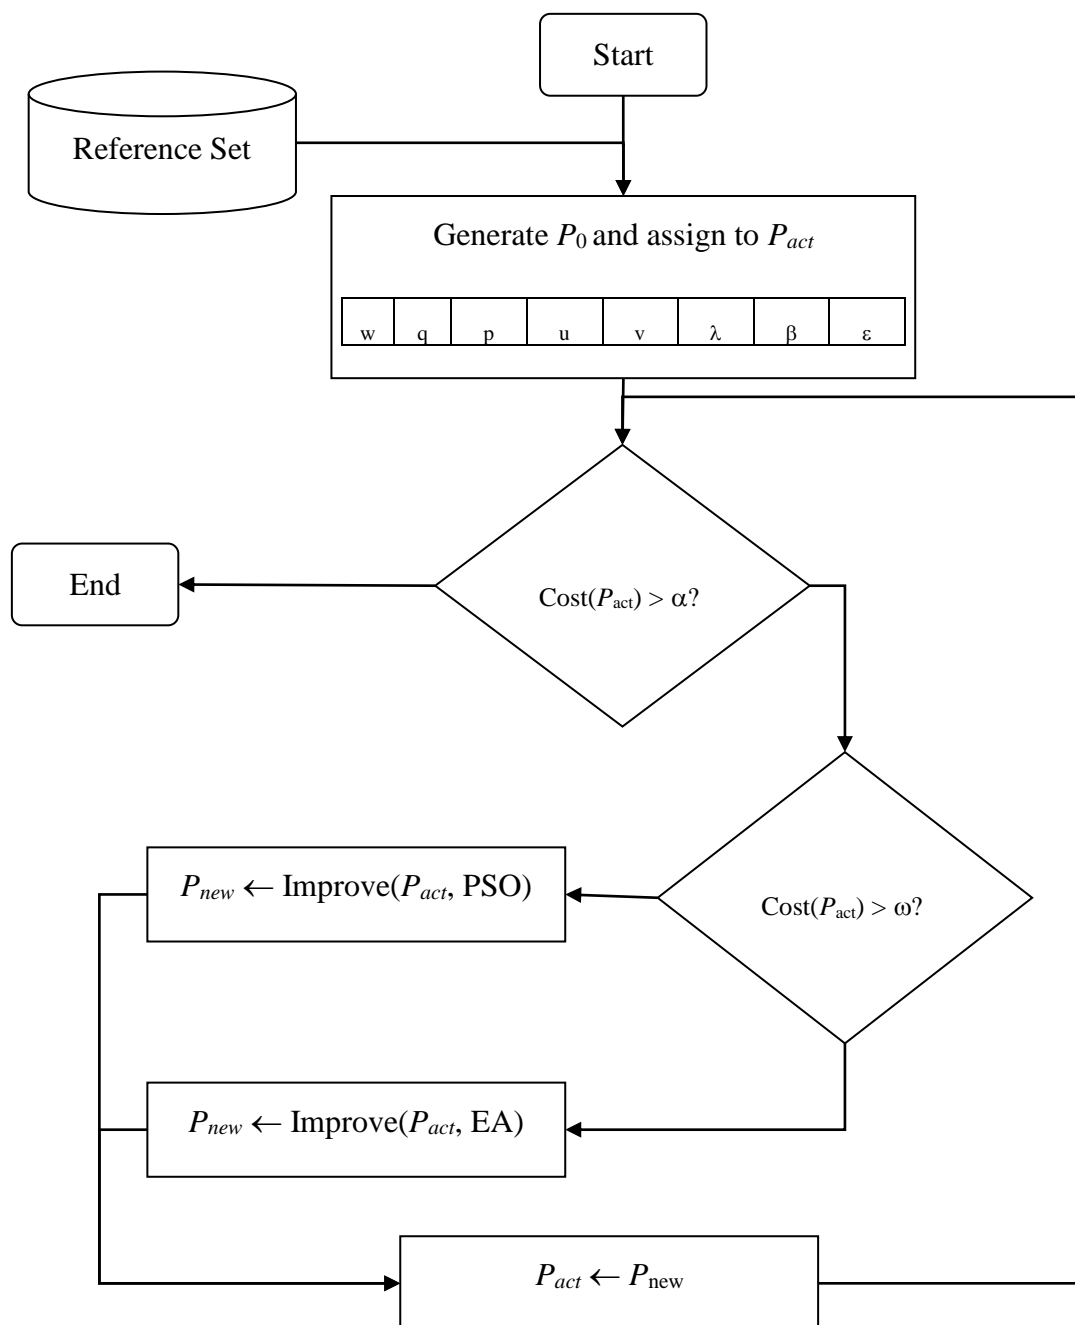 Start
Reference Set
Generate P0 and assign to Pact
w q p u v λ β ε
End
Cost(Pact) > α?
Pnew ← Improve(Pact, PSO)
Cost(Pact) > ω?
Pnew ← Improve(Pact, EA)
Pact ← Pnew